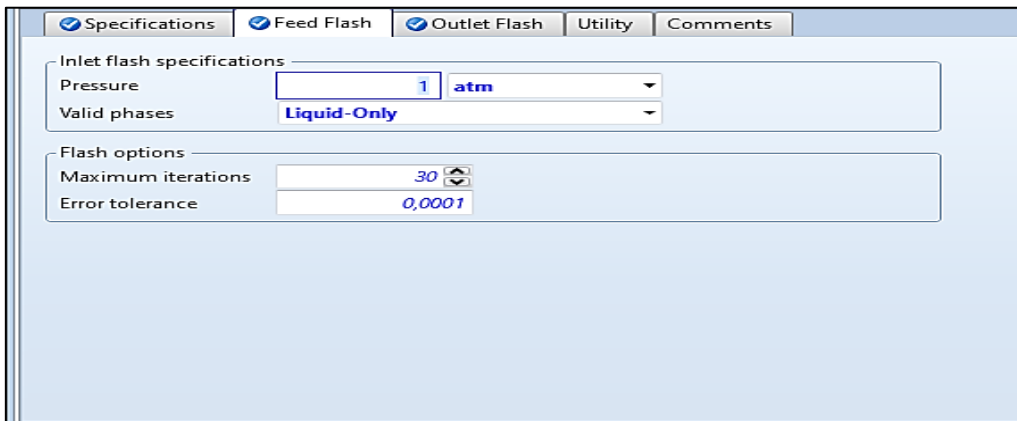 Specifications Feed Flash Outlet Flash Utility Comments
Inlet flash specifications
Pressure 1 atm
Valid phases Liquid-Only
Flash options
Maximum iterations 30
Error tolerance 0,0001